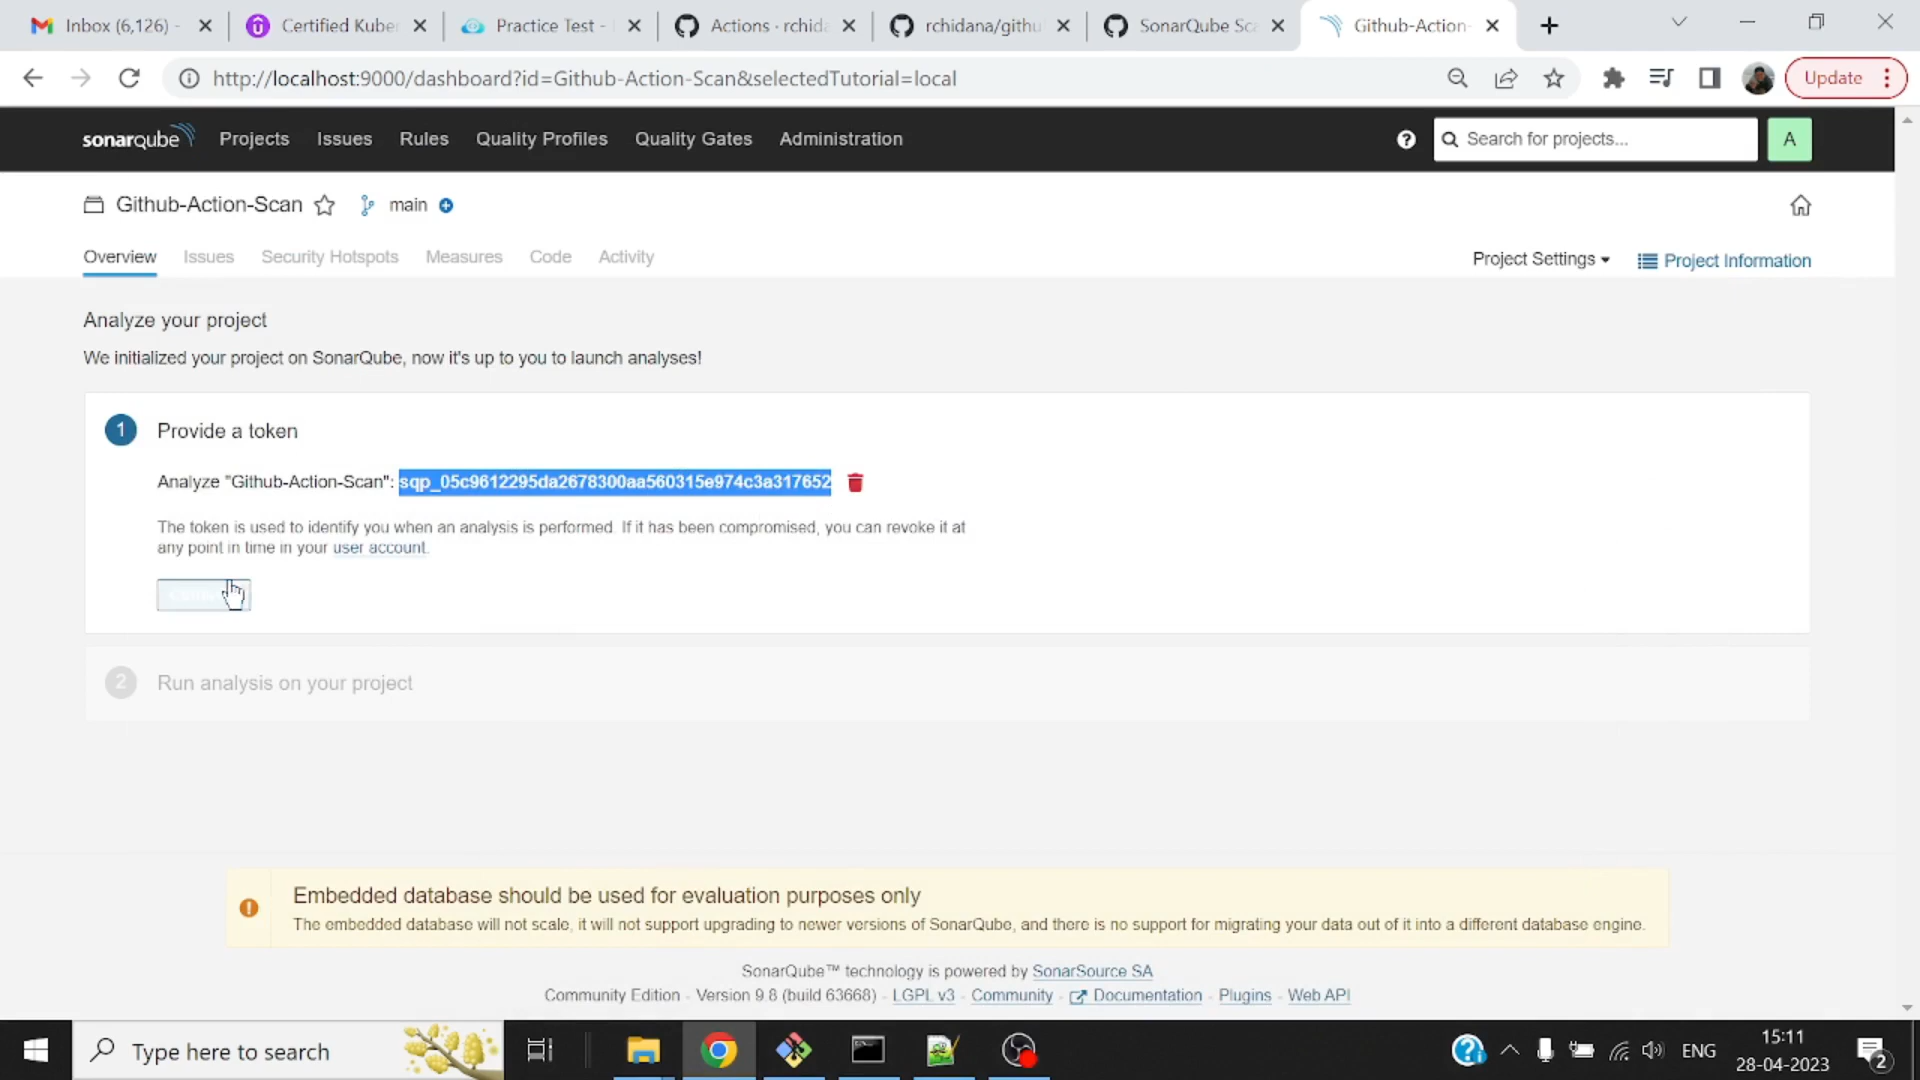 Inbox (6,126) -
Certified Kuber
Practice Test -
Actions · rchida
rchidana/githu
SonarQube Sca
Github-Action-
http://localhost:9000/dashboard?id=Github-Action-Scan&selectedTutorial=local
Update
sonarqube
Projects
Issues
Rules
Quality Profiles
Quality Gates
Administration
Search for projects...
A
Github-Action-Scan
main
Overview
Issues
Security Hotspots
Measures
Code
Activity
Project Settings
Project Information
Analyze your project
We initialized your project on SonarQube, now it's up to you to launch analyses!
1
Provide a token
Analyze "Github-Action-Scan": sqp_05c9612295da2678300aa560315e974c3a317652
The token is used to identify you when an analysis is performed. If it has been compromised, you can revoke it at
any point in time in your user account.
2
Run analysis on your project
Embedded database should be used for evaluation purposes only
The embedded database will not scale, it will not support upgrading to newer versions of SonarQube, and there is no support for migrating your data out of it into a different database engine.
SonarQube™ technology is powered by SonarSource SA
Community Edition - Version 9.8 (build 63668) - LGPL v3 - Community - Documentation - Plugins - Web API
Type here to search
ENG
15:11
28-04-2023
2